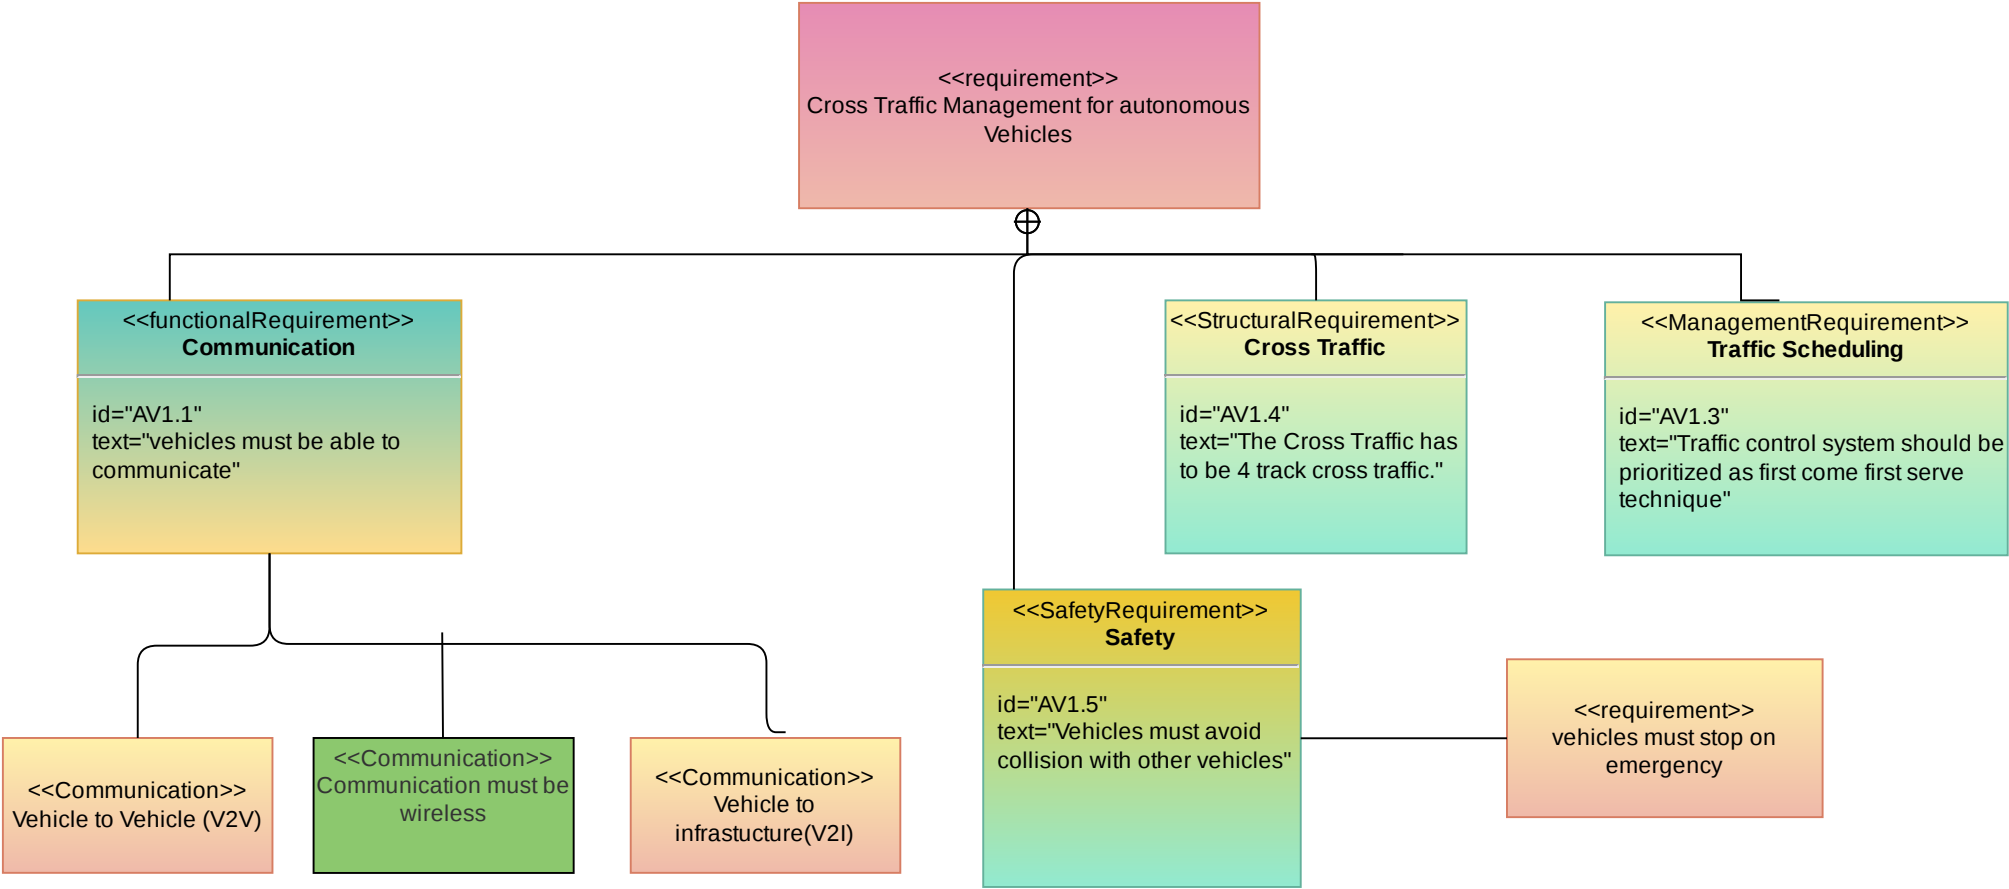 <<requirement>>
Cross Traffic Management for autonomous
Vehicles
<<functionalRequirement>>
Communication
id="AV1.1"
text="vehicles must be able to
communicate"
<<StructuralRequirement>>
Cross Traffic
id="AV1.4"
text="The Cross Traffic has
to be 4 track cross traffic."
<<ManagementRequirement>>
Traffic Scheduling
id="AV1.3"
text="Traffic control system should be
prioritized as first come first serve
technique"
<<SafetyRequirement>>
Safety
id="AV1.5"
text="Vehicles must avoid
collision with other vehicles"
<<requirement>>
vehicles must stop on
emergency
<<Communication>>
Vehicle to Vehicle (V2V)
<<Communication>>
Communication must be
wireless
<<Communication>>
Vehicle to
infrastucture(V2I)